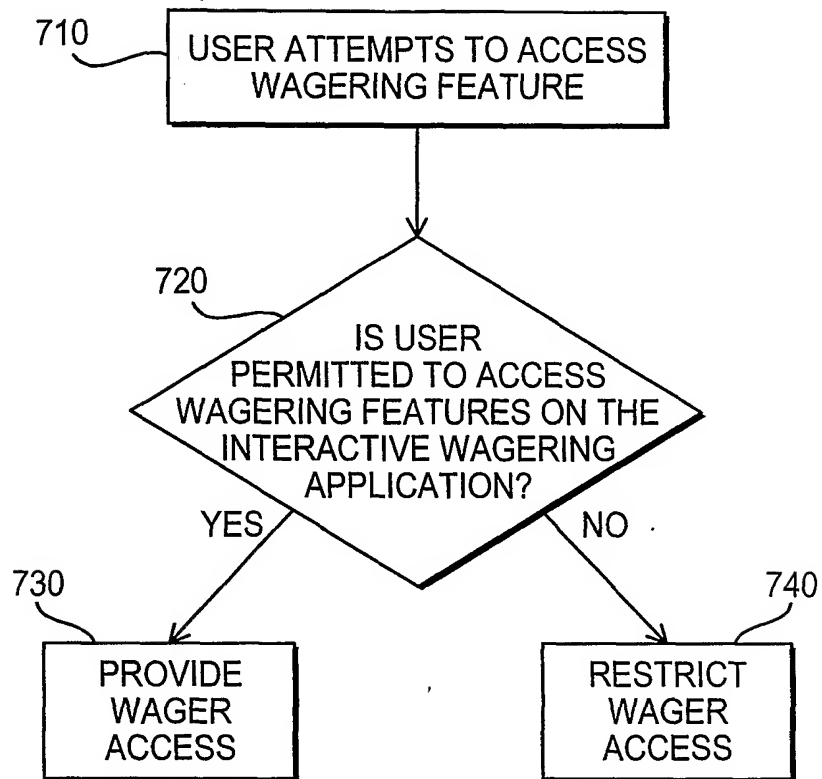 710
USER ATTEMPTS TO ACCESS
WAGERING FEATURE
720
IS USER
PERMITTED TO ACCESS
WAGERING FEATURES ON THE
INTERACTIVE WAGERING
APPLICATION?
YES
NO
730
740
PROVIDE
WAGER
ACCESS
RESTRICT
WAGER
ACCESS